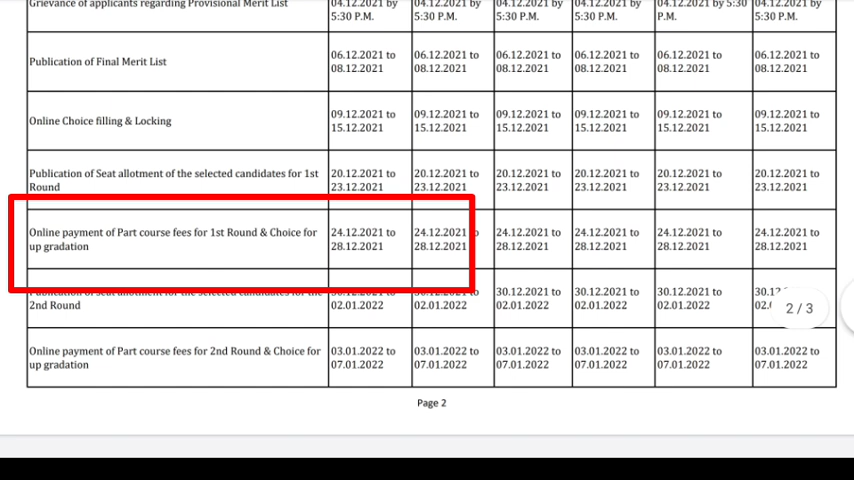 Grievance of applicants regarding Provisional Merit List 04.12.2021 by 04.12.2021 by 04.12.2021 by 04.12.2021 by 04.12.2021 by 5:30 04.12.2021 by
5:30 P.M. 5:30 P.M. 5:30 P.M. 5:30 P.M. P.M. 5:30 P.M.
Publication of Final Merit List 06.12.2021 to 06.12.2021 to 06.12.2021 to 06.12.2021 to 06.12.2021 to 06.12.2021 to
08.12.2021 08.12.2021 08.12.2021 08.12.2021 08.12.2021 08.12.2021
Online Choice filling & Locking 09.12.2021 to 09.12.2021 to 09.12.2021 to 09.12.2021 to 09.12.2021 to 09.12.2021 to
15.12.2021 15.12.2021 15.12.2021 15.12.2021 15.12.2021 15.12.2021
Publication of Seat allotment of the selected candidates for 1st 20.12.2021 to 20.12.2021 to 20.12.2021 to 20.12.2021 to 20.12.2021 to 20.12.2021 to
Round 23.12.2021 23.12.2021 23.12.2021 23.12.2021 23.12.2021 23.12.2021
Online payment of Part course fees for 1st Round & Choice for 24.12.2021 to 24.12.2021 24.12.2021 to 24.12.2021 to 24.12.2021 to 24.12.2021 to
up gradation 28.12.2021 28.12.2021 28.12.2021 28.12.2021 28.12.2021 28.12.2021
Publication of seat allotment for the selected candidates for the 30.12.2021 to 30.12.2021 to 30.12.2021 to 30.12.2021 to 30.12.2021 to
2nd Round 02.01.2022 02.01.2022 02.01.2022 02.01.2022 02.01.2022 2 / 3
Online payment of Part course fees for 2nd Round & Choice for 03.01.2022 to 03.01.2022 to 03.01.2022 to 03.01.2022 to 03.01.2022 to 03.01.2022 to
up gradation 07.01.2022 07.01.2022 07.01.2022 07.01.2022 07.01.2022 07.01.2022
Page 2